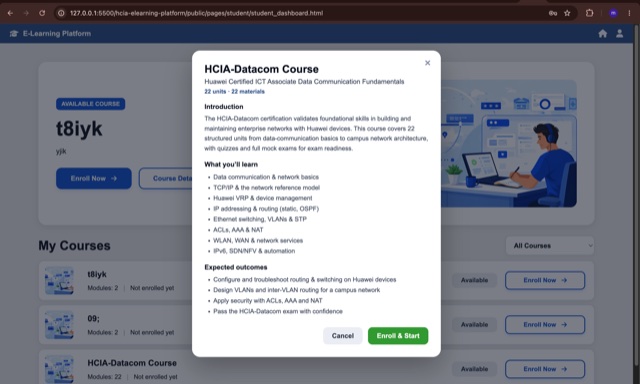 127.0.0.1:5500/hcia-elearning-platform/public/pages/student/student_dashboard.html
E-Learning Platform
AVAILABLE COURSE
t8iyk
yjk
Enroll Now →
Course Deta
HCIA-Datacom Course
×
Huawei Certified ICT Associate Data Communication Fundamentals
22 units · 22 materials
Introduction
The HCIA-Datacom certification validates foundational skills in building and
maintaining enterprise networks with Huawei devices. This course covers 22
structured units from data-communication basics to campus network architecture,
with quizzes and full mock exams for exam readiness.
What you'll learn
• Data communication & network basics
• TCP/IP & the network reference model
• Huawei VRP & device management
• IP addressing & routing (static, OSPF)
• Ethernet switching, VLANs & STP
• ACLs, AAA & NAT
• WLAN, WAN & network services
• IPv6, SDN/NFV & automation
Expected outcomes
• Configure and troubleshoot routing & switching on Huawei devices
• Design VLANs and inter-VLAN routing for a campus network
• Apply security with ACLs, AAA and NAT
• Pass the HCIA-Datacom exam with confidence
Cancel
Enroll & Start
My Courses
All Courses
t8iyk
Modules: 2 | Not enrolled yet
Available
Enroll Now →
09;
Modules: 2 | Not enrolled yet
Available
Enroll Now →
HCIA-Datacom Course
Modules: 22 | Not enrolled yet
Available
Enroll Now →